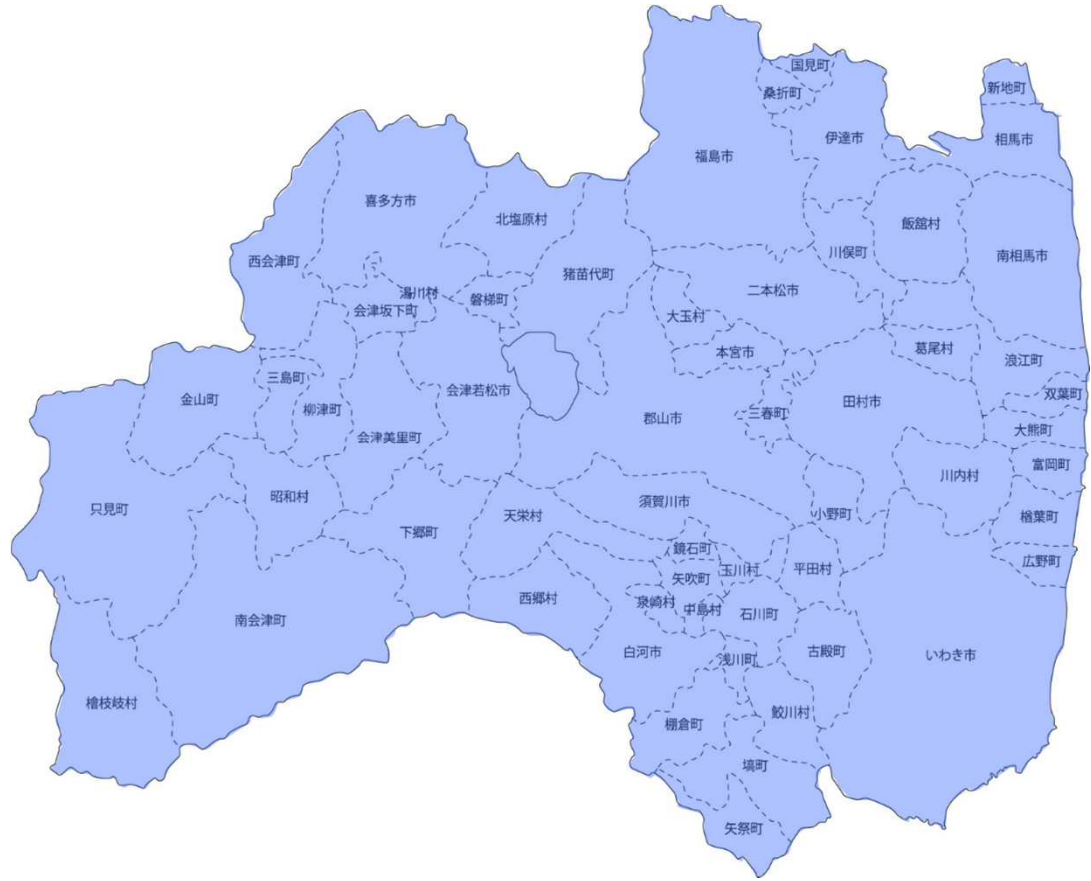 国見町
新地町
桑折町
伊達市
相馬市
福島市
喜多方市
北塩原村
飯舘村
川俣町
南相馬市
西会津町
猪苗代町
二本松市
湯川村
磐梯町
会津坂下町
大玉村
本宮市
葛尾村
浪江町
三島町
双葉町
会津若松市
金山町
柳津町
田村市
三春町
郡山市
大熊町
会津美里町
富岡町
川内村
昭和村
須賀川市
只見町
天栄村
小野町
楢葉町
下郷町
鏡石町
広野町
玉川村
平田村
矢吹町
西郷村
泉崎村
中島村
石川町
南会津町
白河市
浅川町
古殿町
いわき市
檜枝岐村
鮫川村
棚倉町
塙町
矢祭町